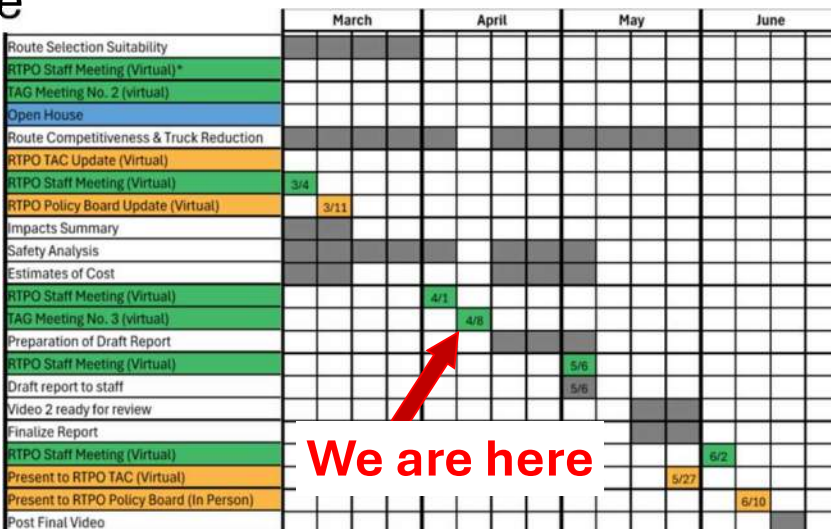 e
March April May June
Route Selection Suitability
RTPO Staff Meeting (Virtual)*
TAG Meeting No. 2 (virtual)
Open House
Route Competitiveness & Truck Reduction
RTPO TAC Update (Virtual)
RTPO Staff Meeting (Virtual) 3/4
RTPO Policy Board Update (Virtual) 3/11
Impacts Summary
Safety Analysis
Estimates of Cost
RTPO Staff Meeting (Virtual) 4/1
TAG Meeting No. 3 (virtual) 4/8
Preparation of Draft Report
RTPO Staff Meeting (Virtual) 5/6
Draft report to staff 5/6
Video 2 ready for review
Finalize Report
RTPO Staff Meeting (Virtual) 6/2
We are here
Present to RTPO TAC (Virtual) 5/27
Present to RTPO Policy Board (In Person) 6/10
Post Final Video